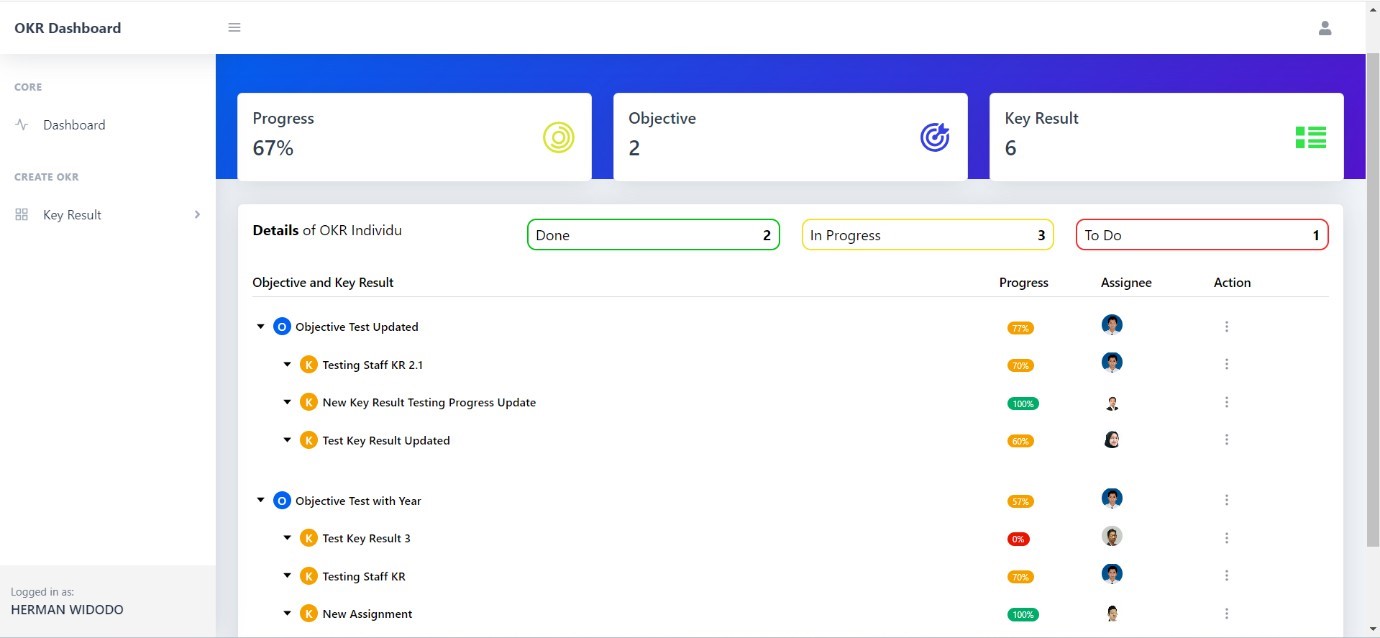 OKR Dashboard
CORE
Dashboard
CREATE OKR
Key Result
Logged in as:
HERMAN WIDODO
Progress
67%
Objective
2
Key Result
6
Details of OKR Individu
Done 2
In Progress 3
To Do 1
Objective and Key Result Progress Assignee Action
O Objective Test Updated 77%
K Testing Staff KR 2.1 70%
K New Key Result Testing Progress Update 100%
K Test Key Result Updated 60%
O Objective Test with Year 57%
K Test Key Result 3 0%
K Testing Staff KR 70%
K New Assignment 100%